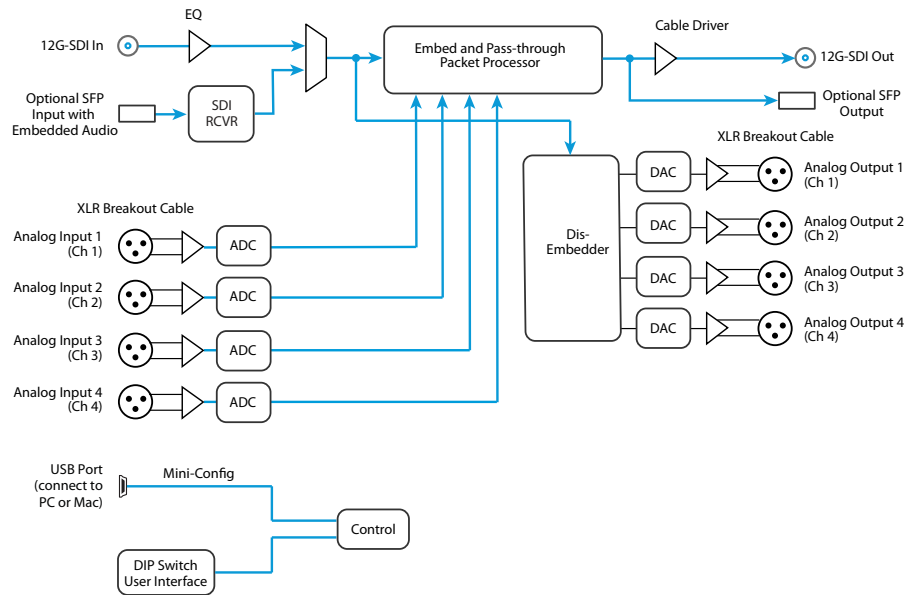 EQ
12G-SDI In
Optional SFP
Input with
Embedded Audio
SDI
RCVR
Embed and Pass-through
Packet Processor
Cable Driver
12G-SDI Out
Optional SFP
Output
XLR Breakout Cable
Dis-
Embedder
DAC
Analog Output 1
(Ch 1)
DAC
Analog Output 2
(Ch 2)
DAC
Analog Output 3
(Ch 3)
DAC
Analog Output 4
(Ch 4)
XLR Breakout Cable
Analog Input 1
(Ch 1)
ADC
Analog Input 2
(Ch 2)
ADC
Analog Input 3
(Ch 3)
ADC
Analog Input 4
(Ch 4)
ADC
USB Port
(connect to
PC or Mac)
Mini-Config
Control
DIP Switch
User Interface